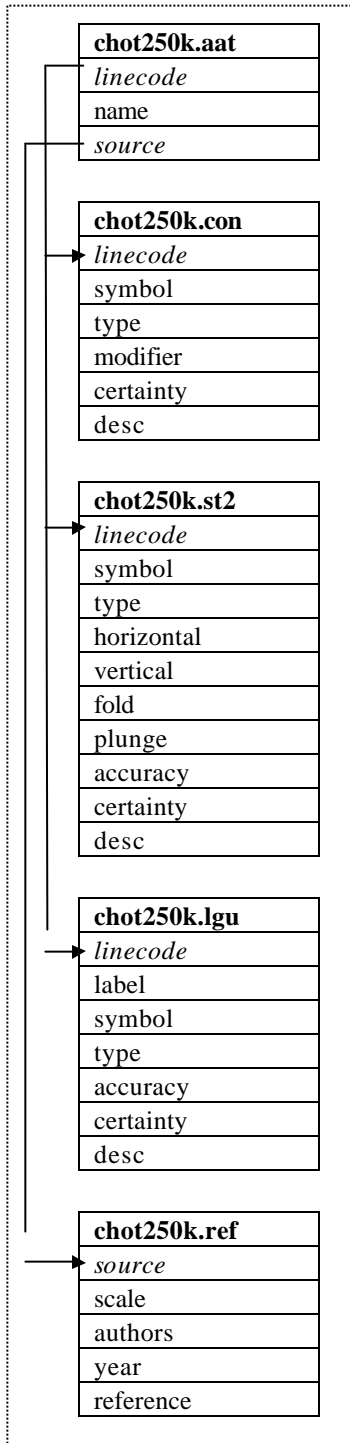 chot250k.aat
linecode
name
source
chot250k.con
linecode
symbol
type
modifier
certainty
desc
chot250k.st2
linecode
symbol
type
horizontal
vertical
fold
plunge
accuracy
certainty
desc
chot250k.lgu
linecode
label
symbol
type
accuracy
certainty
desc
chot250k.ref
source
scale
authors
year
reference